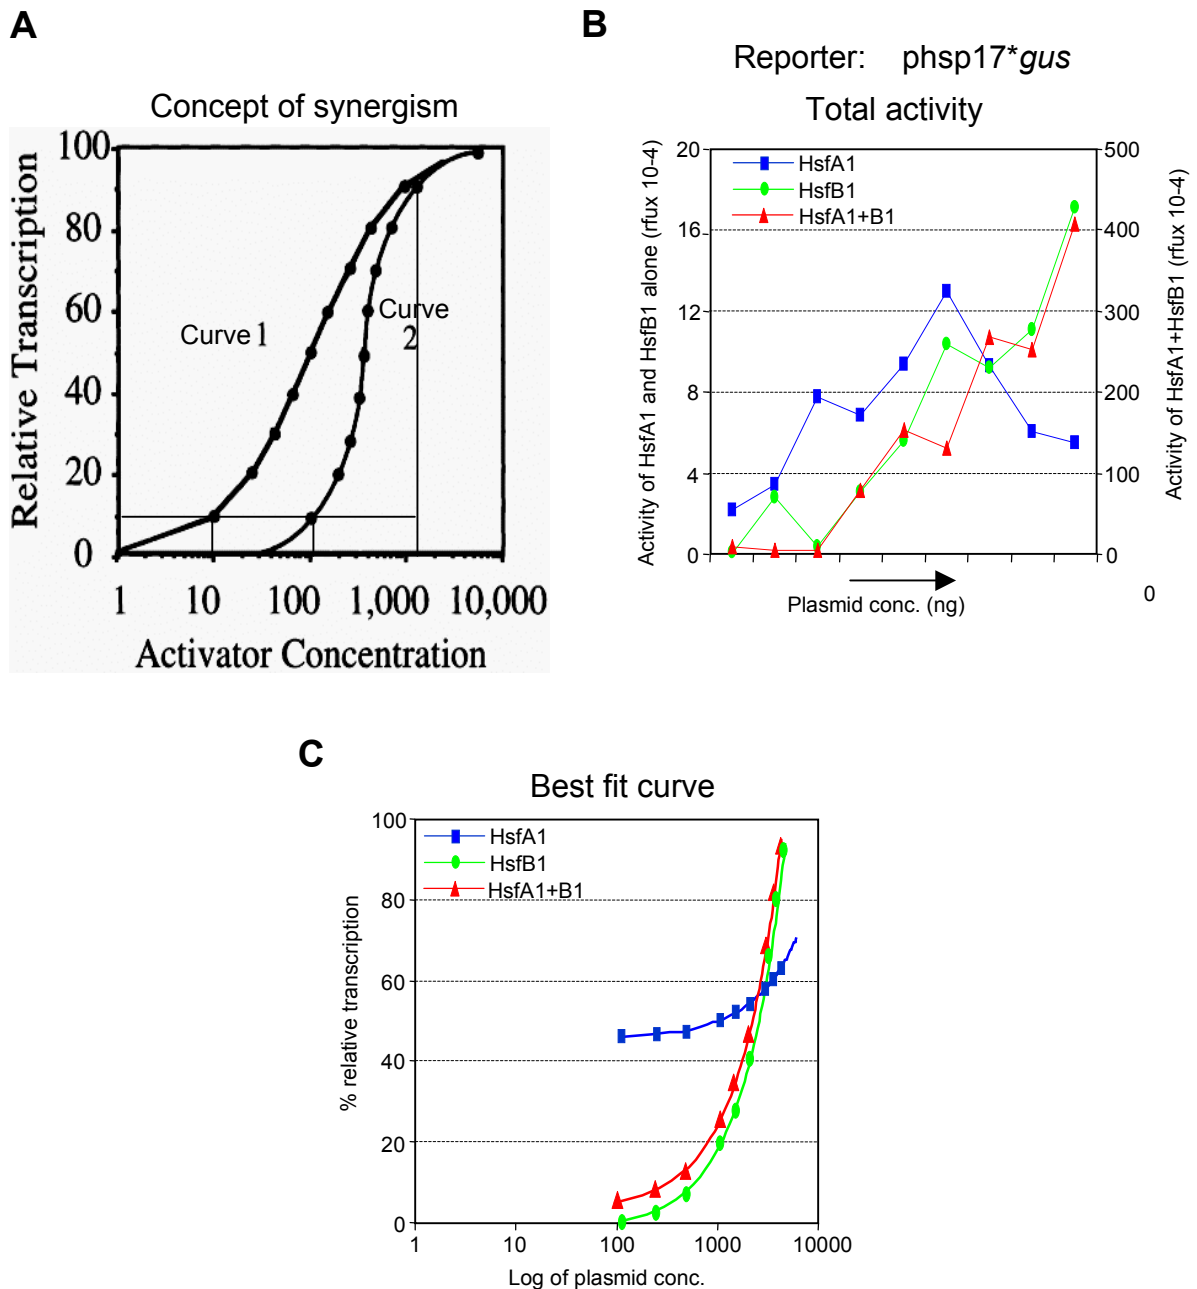 A
Concept of synergism
Relative Transcription
100
80
60
40
20
0
Curve 1
Curve
2
1 10 100 1,000 10,000
Activator Concentration
B
Reporter: phsp17*gus
Total activity
Activity of HsfA1 and HsfB1 alone (rfux 10-4)
20
16
12
8
4
0
HsfA1
HsfB1
HsfA1+B1
500
400
300
200
100
0
Activity of HsfA1+HsfB1 (rfux 10-4)
0
Plasmid conc. (ng)
C
Best fit curve
% relative transcription
100
80
60
40
20
0
HsfA1
HsfB1
HsfA1+B1
1 10 100 1000 10000
Log of plasmid conc.